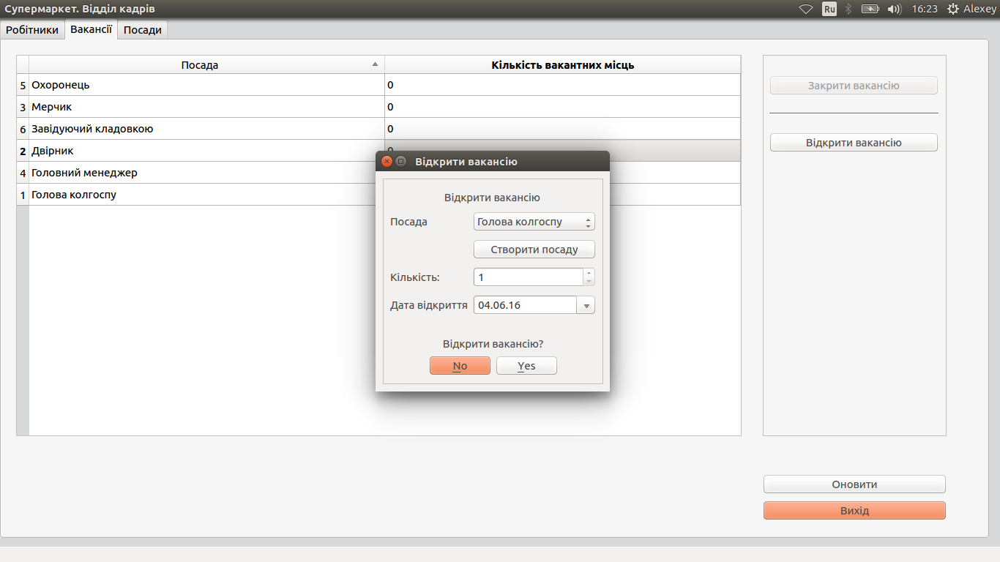 Супермаркет. Відділ кадрів
Ru
16:23
Alexey
Робітники
Вакансії
Посади
Посада
Кількість вакантних місць
5 Охоронець 0
3 Мерчик 0
6 Завідуючий кладовкою 0
2 Двірник 0
4 Головний менеджер
1 Голова колгоспу
Відкрити вакансію
Відкрити вакансію
Посада Голова колгоспу
Створити посаду
Кількість: 1
Дата відкриття 04.06.16
Відкрити вакансію?
No Yes
Закрити вакансію
Відкрити вакансію
Оновити
Вихід